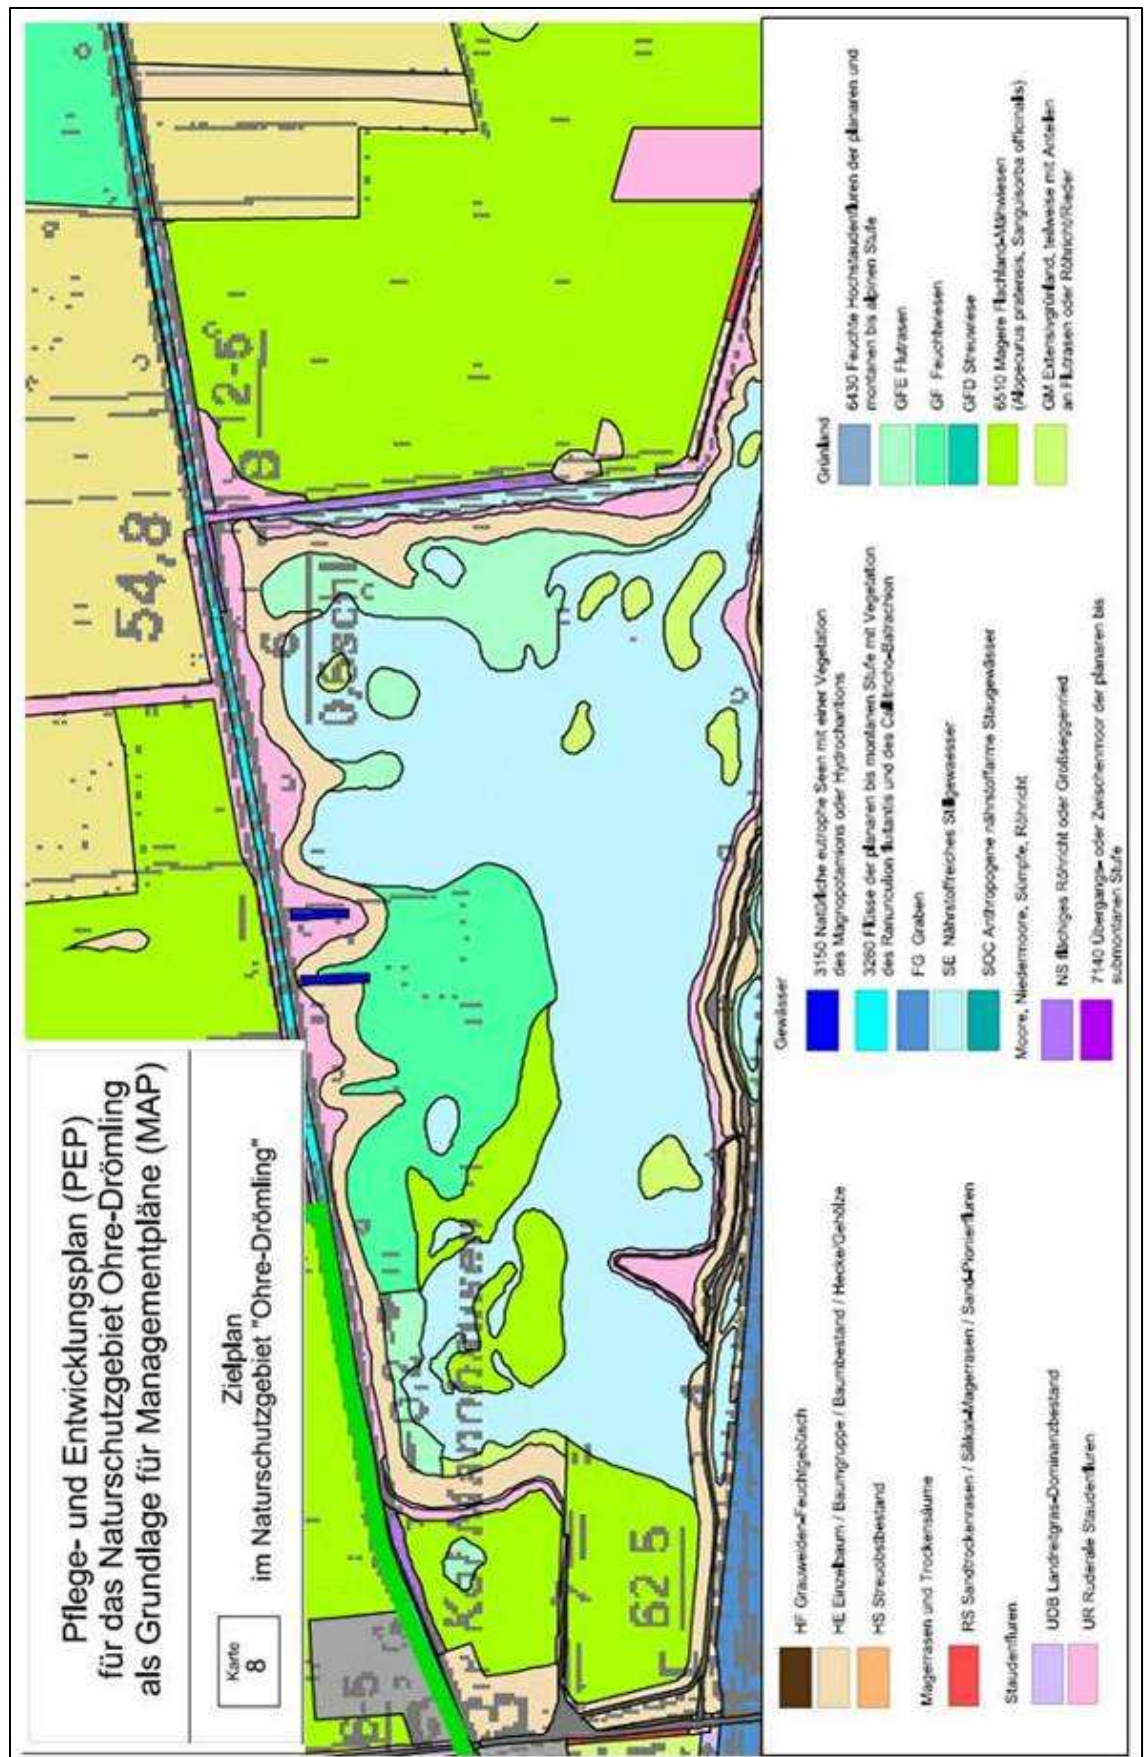 Pflege- und Entwicklungsplan (PEP)
für das Naturschutzgebiet Ohre-Drömling
als Grundlage für Managementpläne (MAP)
Karte
8
Zielplan
im Naturschutzgebiet "Ohre-Drömling"
54,8
62 5
HF Grauweiden-Feuchtgebüsch
HE Einzelbaum / Baumgruppe / Baumbestand / Hecke/Gehölze
HS Streuobstbestand
Magerrasen und Trockensäume
RS Sandtrockenrasen / Silikat-Magerrasen / Sand-Pionierfluren
Staudenfluren
UDB Landreitgras-Dominanzbestand
UR Ruderale Staudenfluren
Gewässer
3150 Natürliche eutrophe Seen mit einer Vegetation
des Magnopotamions oder Hydrocharitions
3260 Flüsse der planaren bis montanen Stufe mit Vegetation
des Ranunculion fluitantis und des Callitricho-Batrachion
FG Graben
SE Nährstoffreiches Stillgewaesser
SOC Anthropogene nährstoffarme Staugewässer
Moore, Niedermoore, Sümpfe, Röhricht
NS flächiges Röhricht oder Großseggenried
7140 Übergangs- oder Zwischenmoor der planaren bis
submontanen Stufe
Grünland
6430 Feuchte Hochstaudenfluren der planaren und
montanen bis alpinen Stufe
GFE Flutrasen
GF Feuchtwiesen
GFD Streuwiese
6510 Magere Flachland-Mähwiesen
(Alopecurus pratensis, Sanguisorba officinalis)
GM Extensivgrünland, teilweise mit Anteilen
an Flutrasen oder Röhricht/Rieder